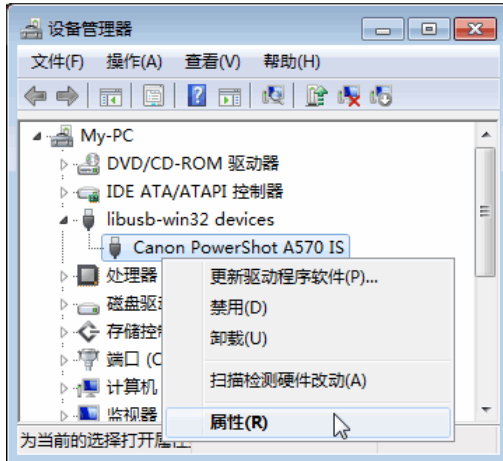 设备管理器
文件(F) 操作(A) 查看(V) 帮助(H)
My-PC
DVD/CD-ROM 驱动器
IDE ATA/ATAPI 控制器
libusb-win32 devices
Canon PowerShot A570 IS
处理器
更新驱动程序软件(P)...
磁盘驱
禁用(D)
存储控
卸载(U)
端口 (C
计算机
扫描检测硬件改动(A)
监视器
属性(R)
为当前的选择打开属性